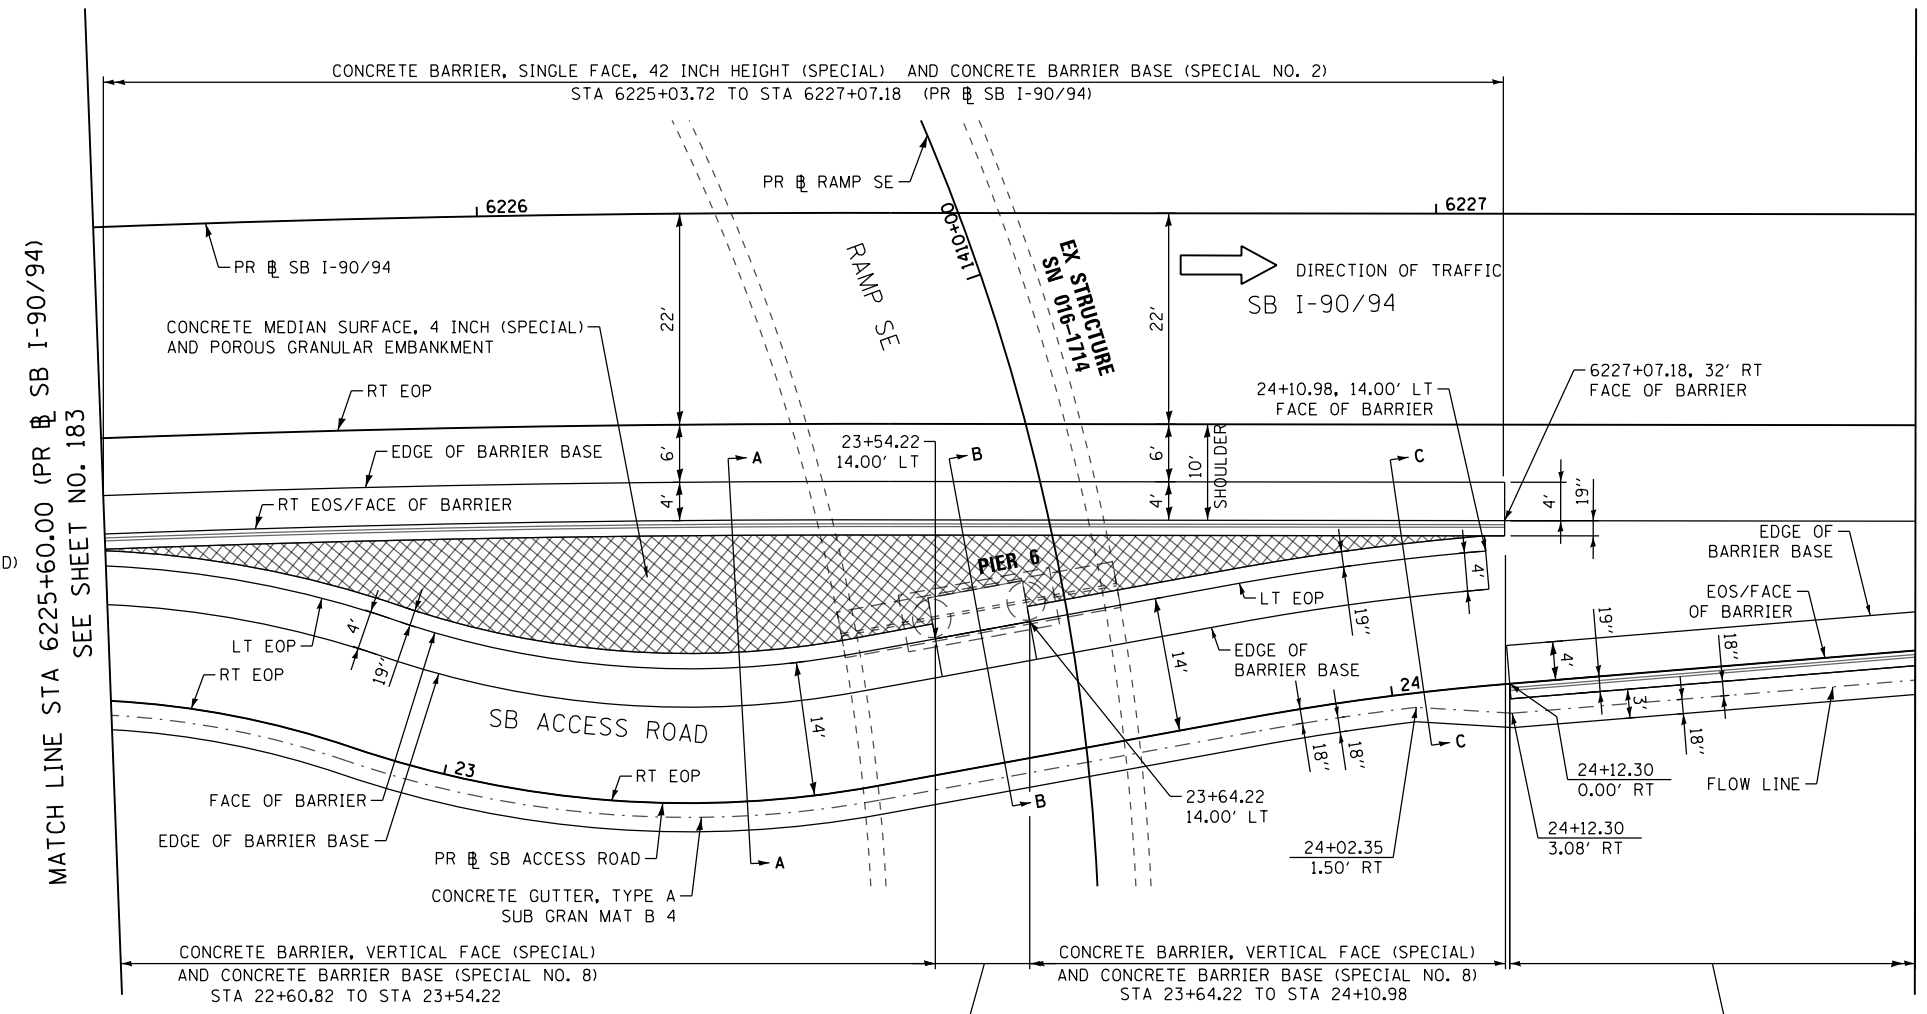 CONCRETE BARRIER, SINGLE FACE, 42 INCH HEIGHT (SPECIAL) AND CONCRETE BARRIER BASE (SPECIAL NO. 2)
STA 6225+03.72 TO STA 6227+07.18 (PR ℄ SB I-90/94)
PR ℄ RAMP SE
6226
6227
1410+00
PR ℄ SB I-90/94
RAMP SE
EX STRUCTURE
SN 016-1714
DIRECTION OF TRAFFIC
SB I-90/94
22'
22'
CONCRETE MEDIAN SURFACE, 4 INCH (SPECIAL)
AND POROUS GRANULAR EMBANKMENT
MATCH LINE STA 6225+60.00 (PR ℄ SB I-90/94)
SEE SHEET NO. 183
D)
RT EOP
24+10.98, 14.00' LT
FACE OF BARRIER
6227+07.18, 32' RT
FACE OF BARRIER
EDGE OF BARRIER BASE
RT EOS/FACE OF BARRIER
23+54.22
14.00' LT
6'
4'
6'
4'
10'
SHOULDER
A
B
C
4'
19"
PIER 6
4'
LT EOP
19"
EDGE OF
BARRIER BASE
EOS/FACE
OF BARRIER
LT EOP
4'
19"
RT EOP
EDGE OF
BARRIER BASE
14'
14'
SB ACCESS ROAD
24
19"
4'
18"
3'
18"
18"
18"
23
RT EOP
C
FACE OF BARRIER
EDGE OF BARRIER BASE
PR ℄ SB ACCESS ROAD
A
B
23+64.22
14.00' LT
24+12.30
0.00' RT
FLOW LINE
24+12.30
3.08' RT
24+02.35
1.50' RT
CONCRETE GUTTER, TYPE A
SUB GRAN MAT B 4
CONCRETE BARRIER, VERTICAL FACE (SPECIAL)
AND CONCRETE BARRIER BASE (SPECIAL NO. 8)
STA 22+60.82 TO STA 23+54.22
CONCRETE BARRIER, VERTICAL FACE (SPECIAL)
AND CONCRETE BARRIER BASE (SPECIAL NO. 8)
STA 23+64.22 TO STA 24+10.98